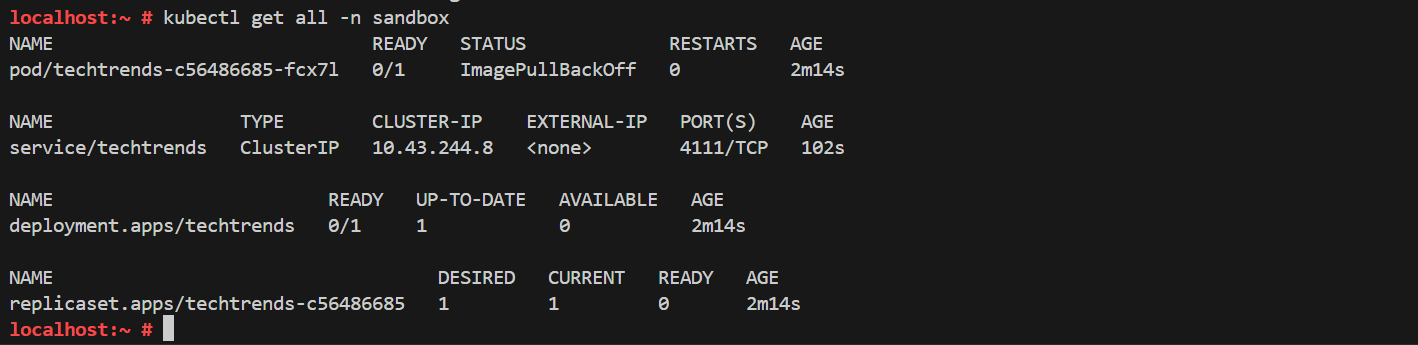 localhost:~ # kubectl get all -n sandbox
NAME READY STATUS RESTARTS AGE
pod/techtrends-c56486685-fcx7l 0/1 ImagePullBackOff 0 2m14s
NAME TYPE CLUSTER-IP EXTERNAL-IP PORT(S) AGE
service/techtrends ClusterIP 10.43.244.8 <none> 4111/TCP 102s
NAME READY UP-TO-DATE AVAILABLE AGE
deployment.apps/techtrends 0/1 1 0 2m14s
NAME DESIRED CURRENT READY AGE
replicaset.apps/techtrends-c56486685 1 1 0 2m14s
localhost:~ #